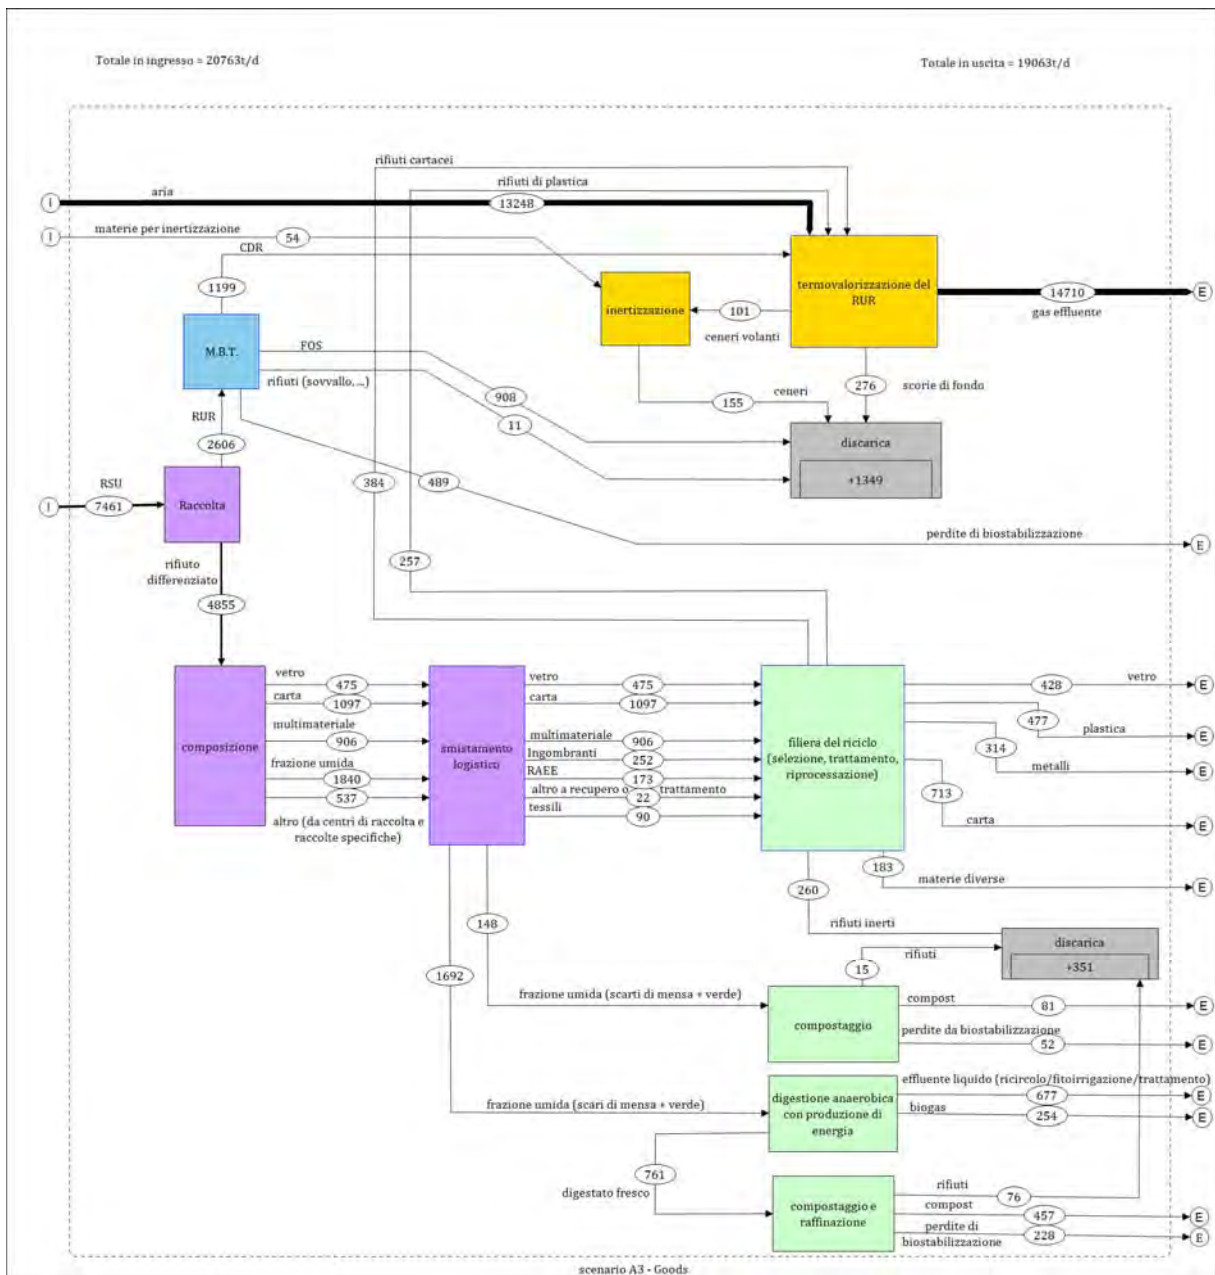 Totale in ingresso = 20763t/d
Totale in uscita = 19063t/d
rifiuti cartacei
rifiuti di plastica
aria
13248
I
materie per inertizzazione
54
I
CDR
1199
termovalorizzazione del
RUR
14710
E
gas effluente
inertizzazione
101
ceneri volanti
M.B.T.
FOS
rifiuti (sovvallo, ...)
908
11
276
scorie di fondo
ceneri
155
RUR
2606
discarica
+1349
RSU
7461
I
Raccolta
384
489
perdite di biostabilizzazione
E
257
rifiuto
differenziato
4855
composizione
vetro
475
carta
1097
multimateriale
906
frazione umida
1840
537
altro (da centri di raccolta e
raccolte specifiche)
smistamento
logistico
vetro
475
carta
1097
multimateriale
906
Ingombranti
252
RAEE
173
altro a recupero o trattamento
22
tessili
90
filiera del riciclo
(selezione, trattamento,
riprocessazione)
428
vetro
E
477
plastica
E
314
metalli
E
713
carta
E
183
materie diverse
E
260
rifiuti inerti
148
1692
discarica
+351
15
rifiuti
frazione umida (scarti di mensa + verde)
compostaggio
compost
81
E
perdite da biostabilizzazione
52
E
frazione umida (scari di mensa + verde)
digestione anaerobica
con produzione di
energia
effluente liquido (ricircolo/fitoirrigazione/trattamento)
677
E
biogas
254
E
761
digestato fresco
compostaggio e
raffinazione
rifiuti
76
compost
457
E
perdite di
biostabilizzazione
228
E
scenario A3 - Goods